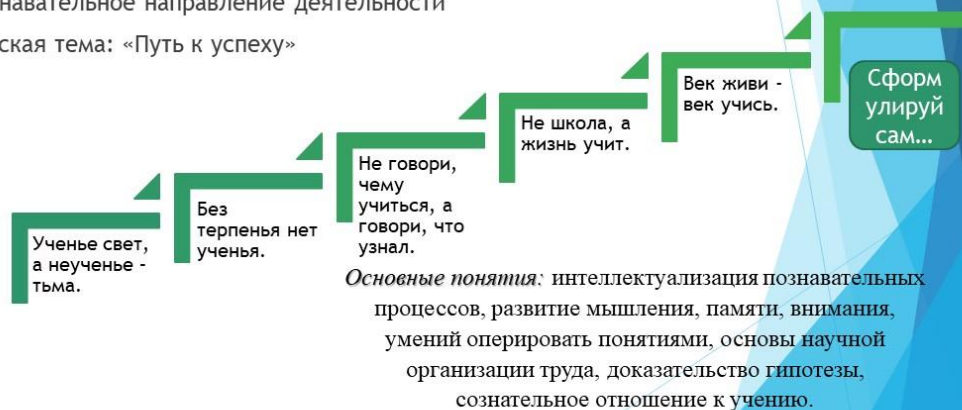 навательное направление деятельности
ская тема: «Путь к успеху»
Ученье свет,
а неученье -
тьма.
Без
терпенья нет
ученья.
Не говори,
чему
учиться, а
говори, что
узнал.
Не школа, а
жизнь учит.
Век живи -
век учись.
Сформ
улируй
сам...
Основные понятия: интеллектуализация познавательных
процессов, развитие мышления, памяти, внимания,
умений оперировать понятиями, основы научной
организации труда, доказательство гипотезы,
сознательное отношение к учению.